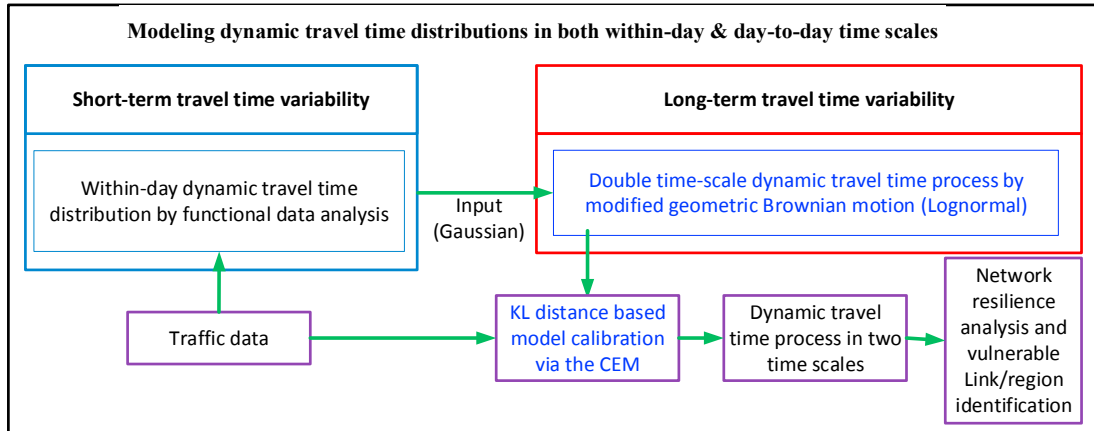 Modeling dynamic travel time distributions in both within-day & day-to-day time scales
Short-term travel time variability
Long-term travel time variability
Within-day dynamic travel time
distribution by functional data analysis
Input
(Gaussian)
Double time-scale dynamic travel time process by
modified geometric Brownian motion (Lognormal)
Traffic data
KL distance based
model calibration
via the CEM
Dynamic travel
time process in two
time scales
Network
resilience
analysis and
vulnerable
Link/region
identification